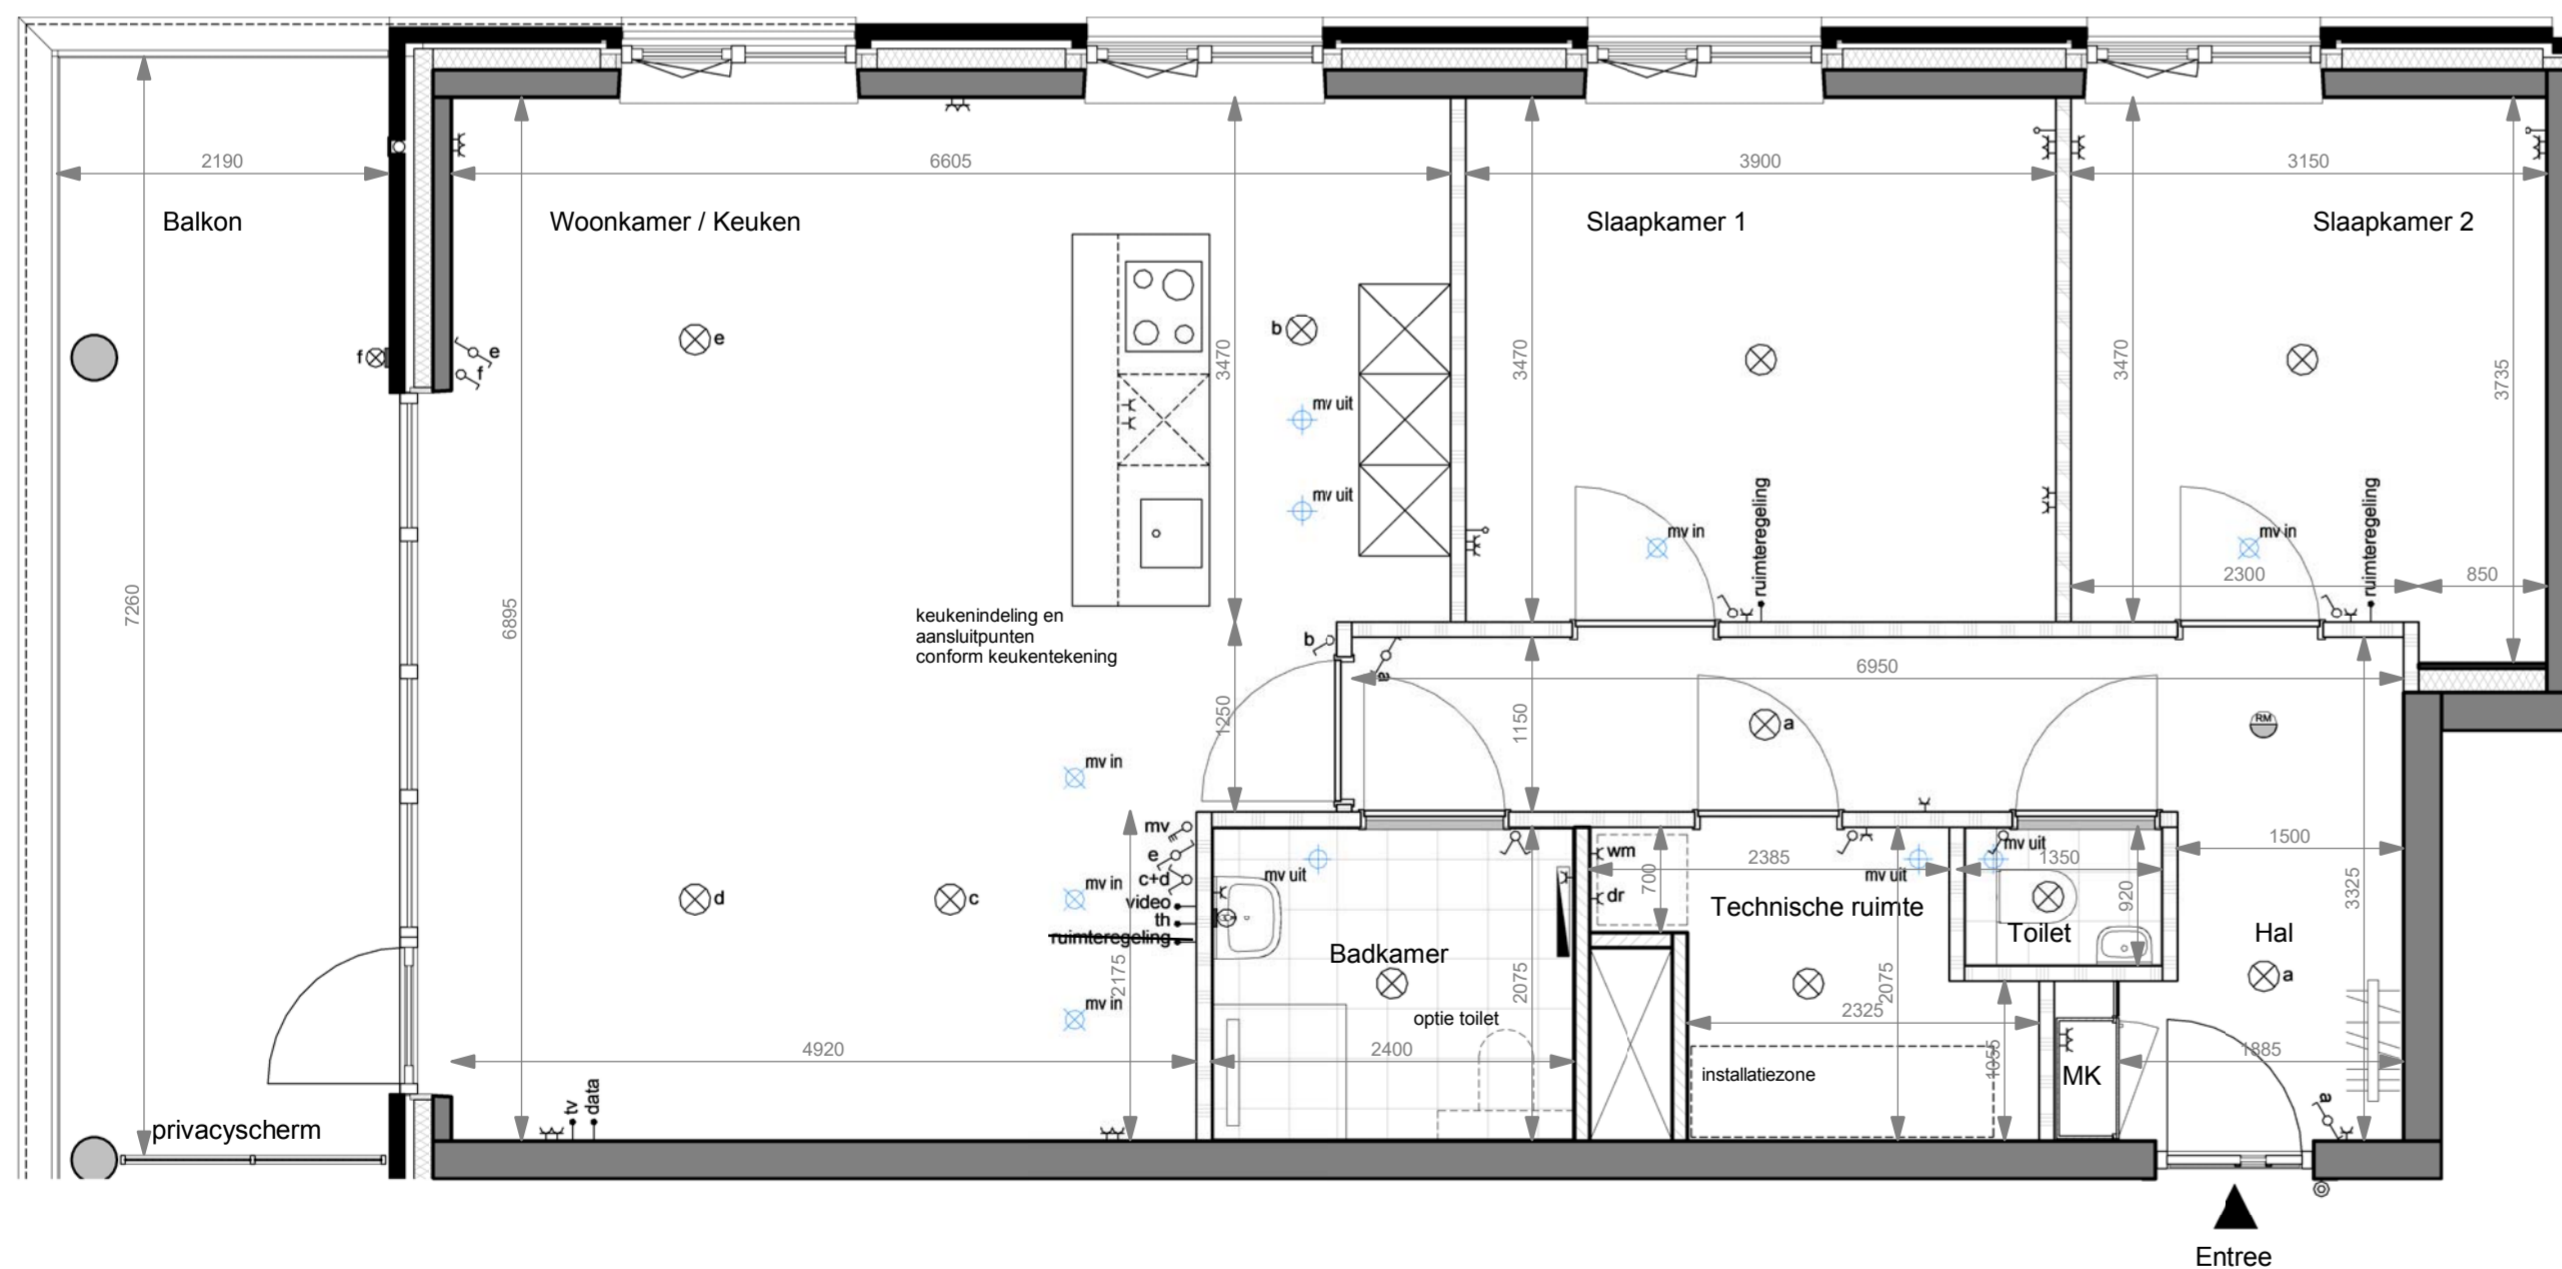 2190
6605
3900
3150
Balkon
Woonkamer / Keuken
Slaapkamer 1
Slaapkamer 2
e
b
f
e
f
3470
3470
3470
3735
mv uit
mv uit
mv in
ruimteregeling
mv in
ruimteregeling
2300
850
7260
6895
keukenindeling en
aansluitpunten
conform keukentekening
b
a
6950
1250
1150
a
RM
mv in
mv
e
c+d
video
th
ruimteregeling
mv in
mv in
d
c
2175
mv uit
wm
dr
700
2385
mv uit
mv uit
1350
920
1500
3325
Technische ruimte
Toilet
Hal
a
Badkamer
2075
optie toilet
2075
2325
1055
installatiezone
MK
1885
a
4920
2400
tv
data
privacyscherm
Entree